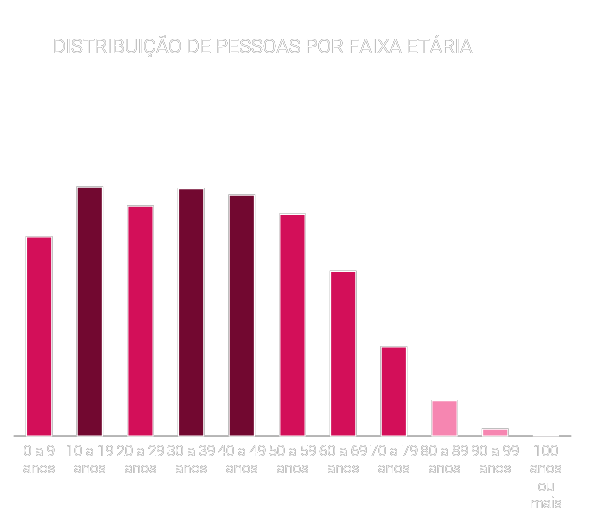 DISTRIBUIÇÃO DE PESSOAS POR FAIXA ETÁRIA
0 a 9 10 a 19 20 a 29 30 a 39 40 a 49 50 a 59 60 a 69 70 a 79 80 a 89 90 a 99 100
anos anos anos anos anos anos anos anos anos anos anos
ou
mais